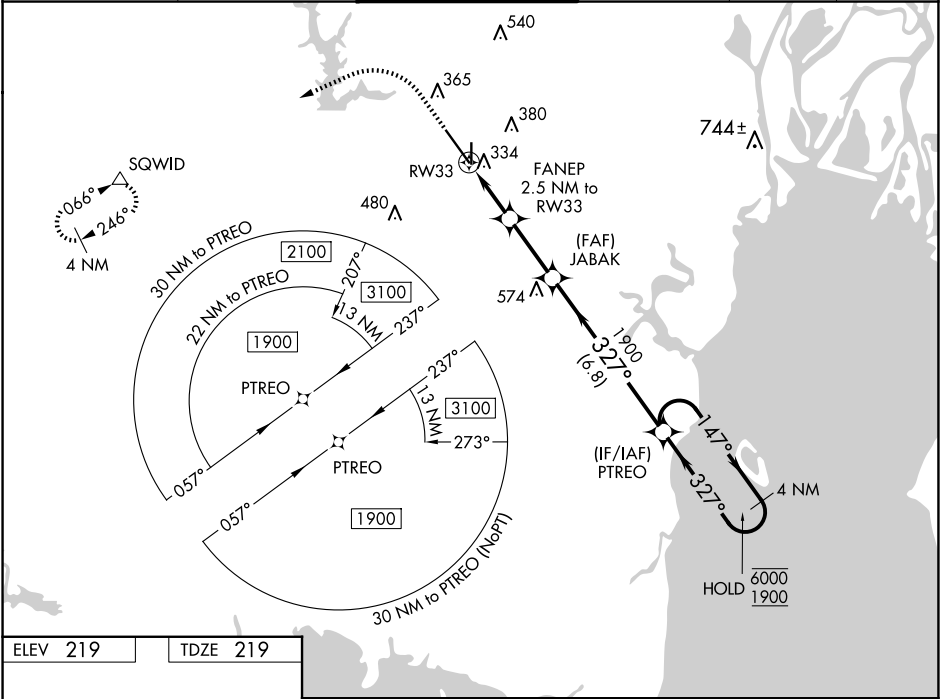 540
365
380
744±
334
RW33
FANEP
2.5 NM to
RW33
SQWID
066°
246°
4 NM
480
(FAF)
JABAK
574
30 NM to PTREO
2100
207°
22 NM to PTREO
3100
13 NM
237°
1900
PTREO
057°
1900
327°
(6.8)
237°
13 NM
3100
273°
PTREO
057°
1900
30 NM to PTREO (NoPT)
(IF/IAF)
PTREO
147°
327°
4 NM
HOLD
6000
1900
ELEV 219
TDZE 219